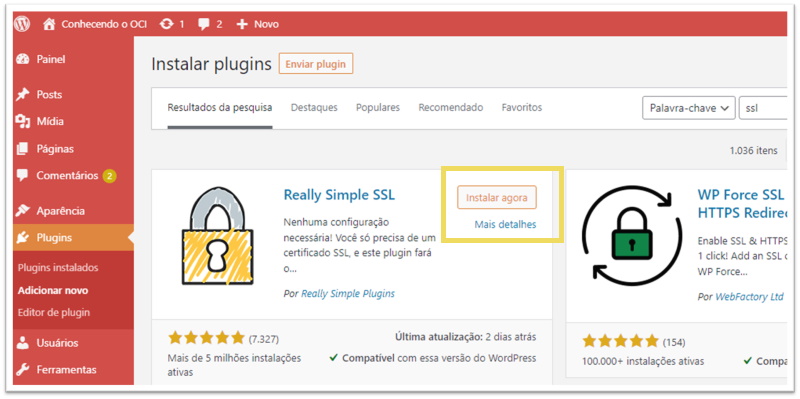 Conhecendo o OCI 1 2 Novo
Painel
Posts
Mídia
Páginas
Comentários 2
Aparência
Plugins
Plugins instalados
Adicionar novo
Editor de plugin
Usuários
Ferramentas
Instalar plugins Enviar plugin
Resultados da pesquisa Destaques Populares Recomendado Favoritos Palavra-chave ssl
1.036 itens
Really Simple SSL
Instalar agora
Mais detalhes
Nenhuma configuração
necessária! Você só precisa de um
certificado SSL, e este plugin fará
o...
Por Really Simple Plugins
(7.327)
Mais de 5 milhões instalações
ativas
Última atualização: 2 dias atrás
Compatível com essa versão do WordPress
WP Force SSL
HTTPS Redirec
Enable SSL & HTTPS
1 click! Add an SSL c
WP Force...
Por WebFactory Ltd
(154)
100.000+ instalações ativas
Compa